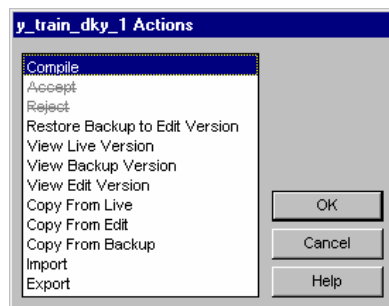 y_train_dky_1 Actions
Compile
Accept
Reject
Restore Backup to Edit Version
View Live Version
View Backup Version
View Edit Version
Copy From Live
Copy From Edit
Copy From Backup
Import
Export
OK
Cancel
Help